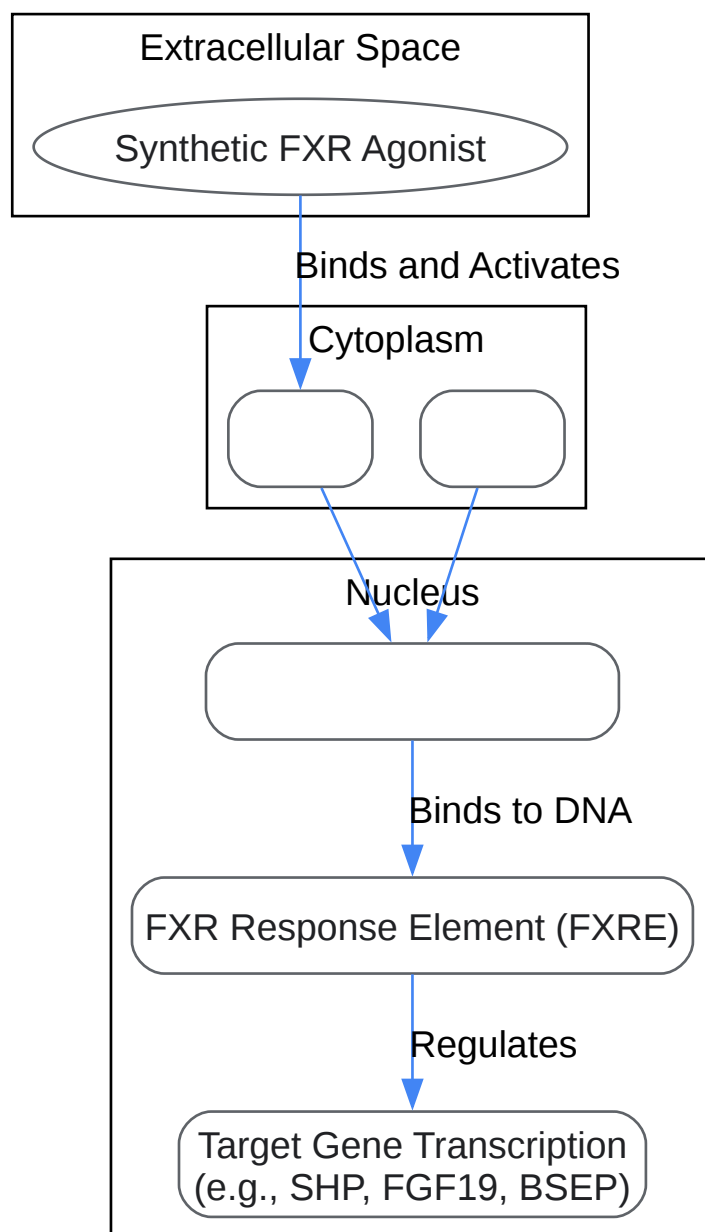 Extracellular Space
Synthetic FXR Agonist
Binds and Activates
Cytoplasm
Nucleus
Binds to DNA
FXR Response Element (FXRE)
Regulates
Target Gene Transcription
(e.g., SHP, FGF19, BSEP)